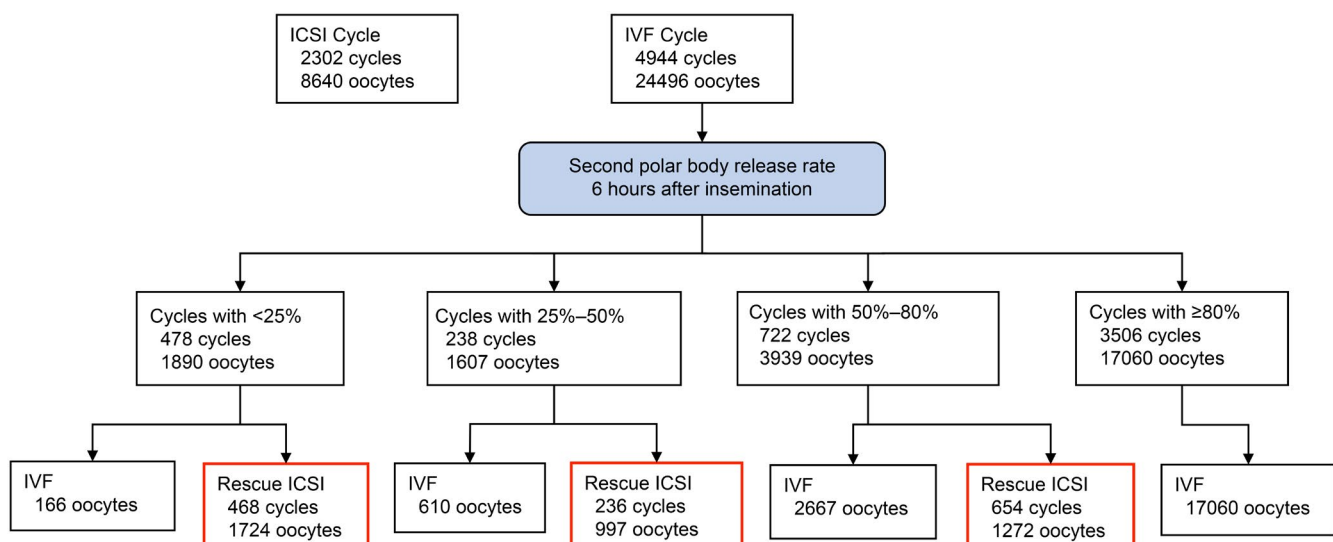 ICSI Cycle
2302 cycles
8640 oocytes
IVF Cycle
4944 cycles
24496 oocytes
Second polar body release rate
6 hours after insemination
Cycles with <25%
478 cycles
1890 oocytes
Cycles with 25%–50%
238 cycles
1607 oocytes
Cycles with 50%–80%
722 cycles
3939 oocytes
Cycles with ≥80%
3506 cycles
17060 oocytes
IVF
166 oocytes
Rescue ICSI
468 cycles
1724 oocytes
IVF
610 oocytes
Rescue ICSI
236 cycles
997 oocytes
IVF
2667 oocytes
Rescue ICSI
654 cycles
1272 oocytes
IVF
17060 oocytes